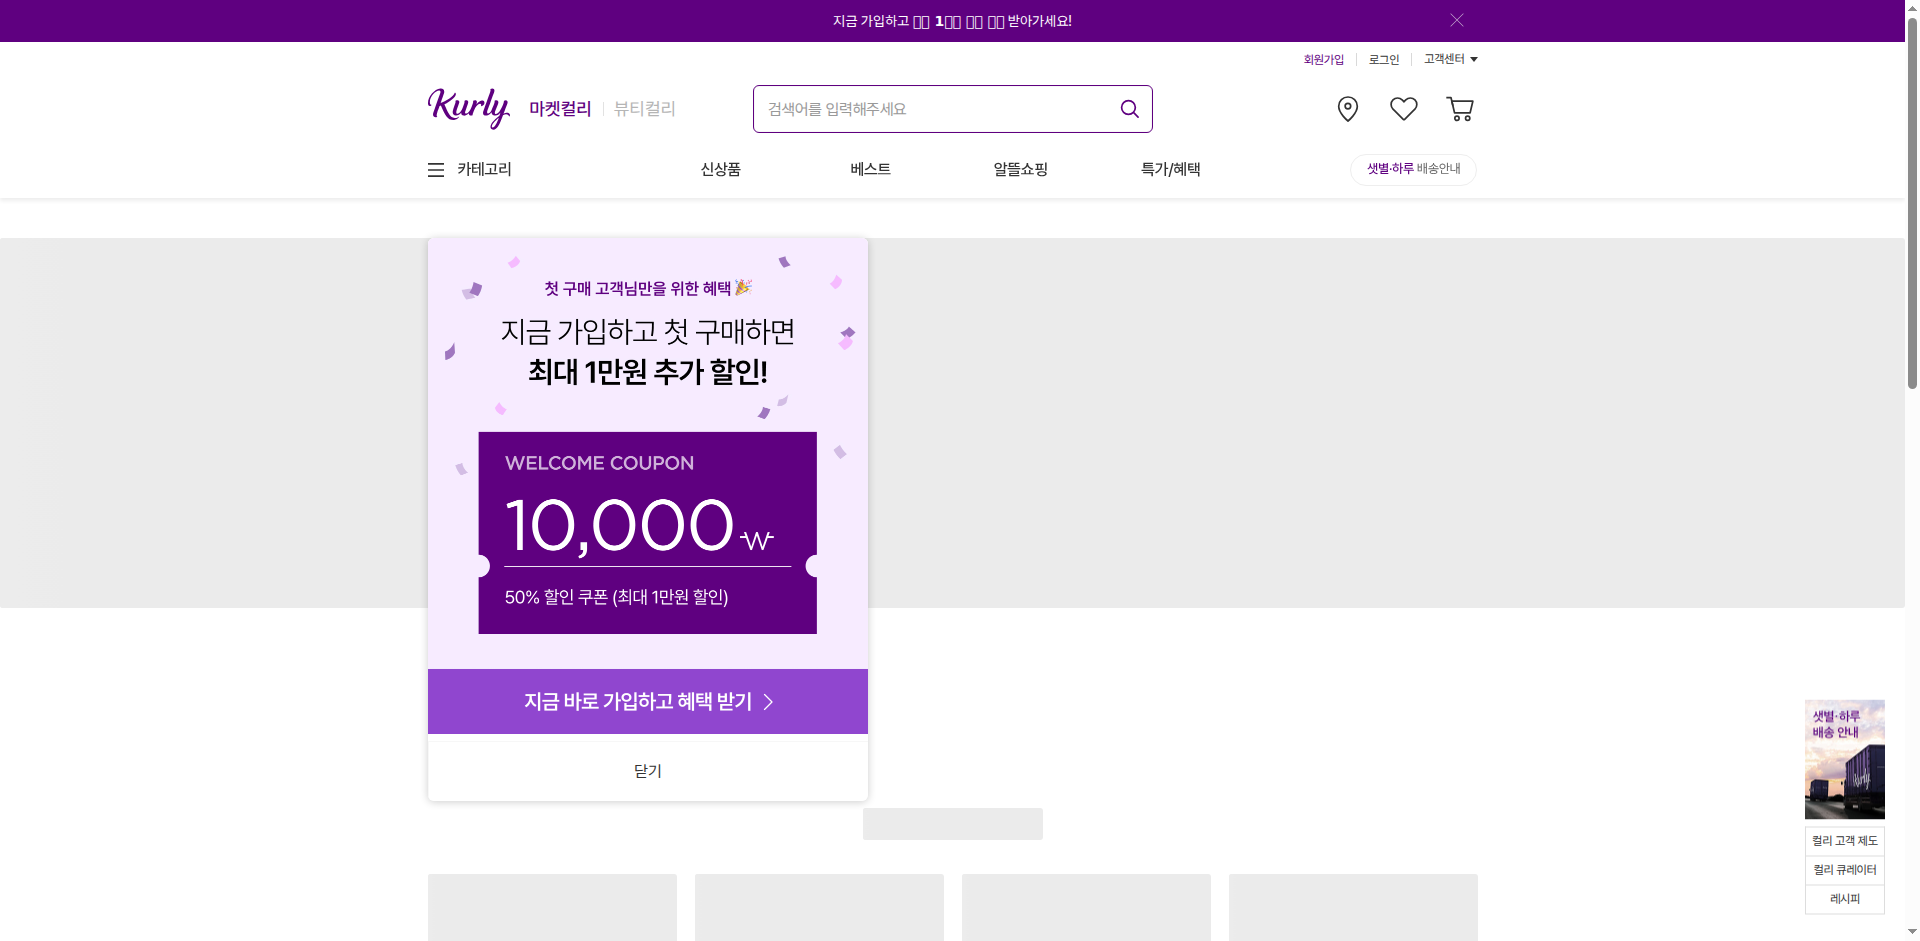 지금 가입하고 1 받아가세요!
회원가입
로그인
고객센터
Kurly
마켓컬리
뷰티컬리
검색어를 입력해주세요
카테고리
신상품
베스트
알뜰쇼핑
특가/혜택
샛별·하루 배송안내
첫 구매 고객님만을 위한 혜택
지금 가입하고 첫 구매하면
최대 1만원 추가 할인!
WELCOME COUPON
10,000₩
50% 할인 쿠폰 (최대 1만원 할인)
지금 바로 가입하고 혜택 받기
닫기
샛별·하루
배송 안내
Kurly
컬리 고객 제도
컬리 큐레이터
레시피